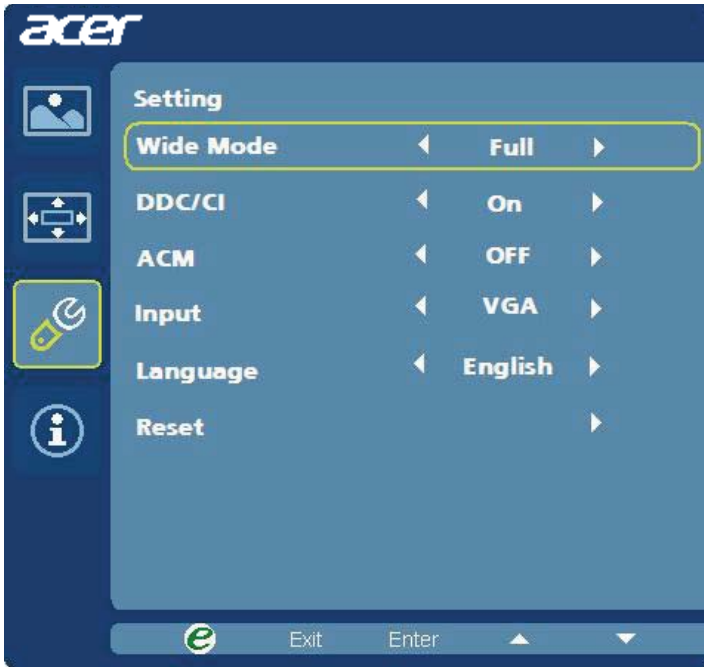 acer
Setting
Wide Mode Full
DDC/CI On
ACM OFF
Input VGA
Language English
Reset
e Exit Enter